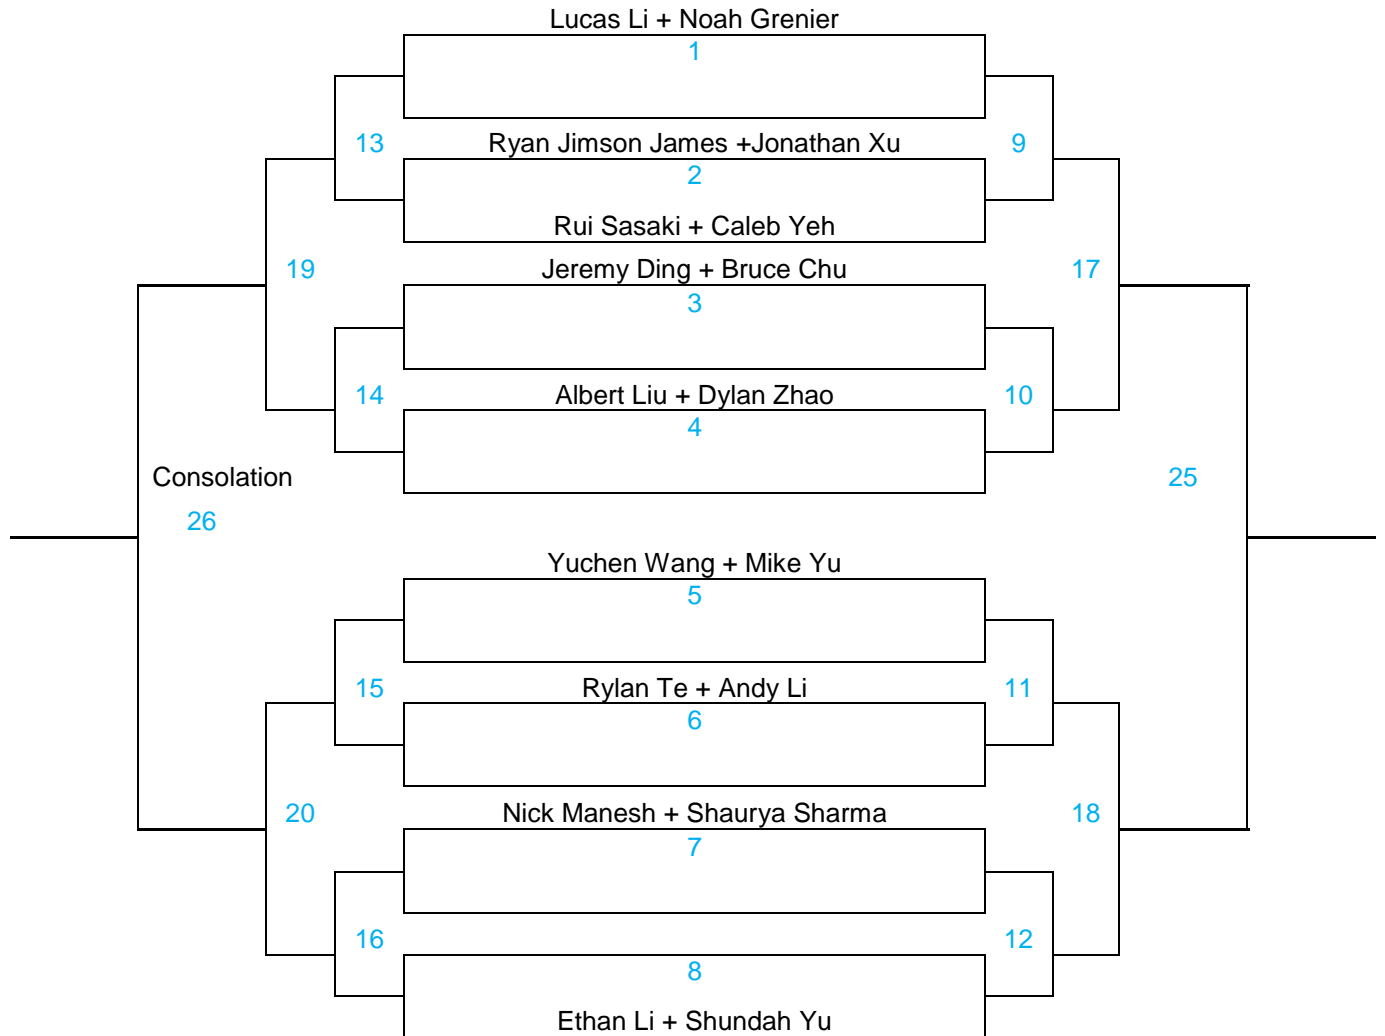 Lucas Li + Noah Grenier
1
13
Ryan Jimson James +Jonathan Xu
9
2
Rui Sasaki + Caleb Yeh
19
Jeremy Ding + Bruce Chu
17
3
14
Albert Liu + Dylan Zhao
10
4
Consolation
25
26
Yuchen Wang + Mike Yu
5
15
Rylan Te + Andy Li
11
6
20
Nick Manesh + Shaurya Sharma
18
7
16
12
8
Ethan Li + Shundah Yu